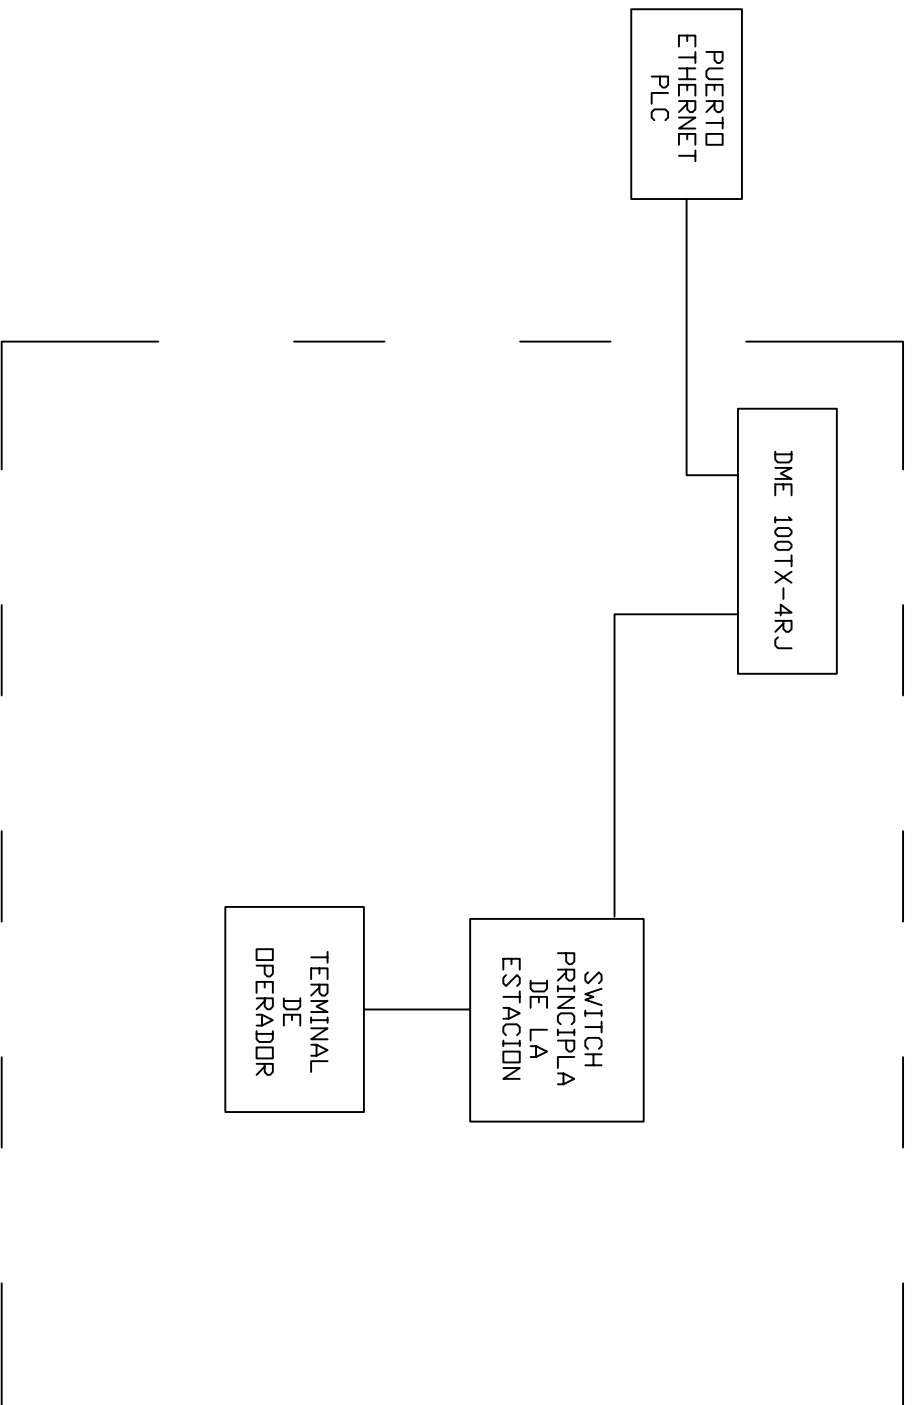 PUERTO
ETHERNET
PLC
DME 100TX-4RJ
SWITCH
PRINCIPLA
DE LA
ESTACION
TERMINAL
DE
OPERADOR